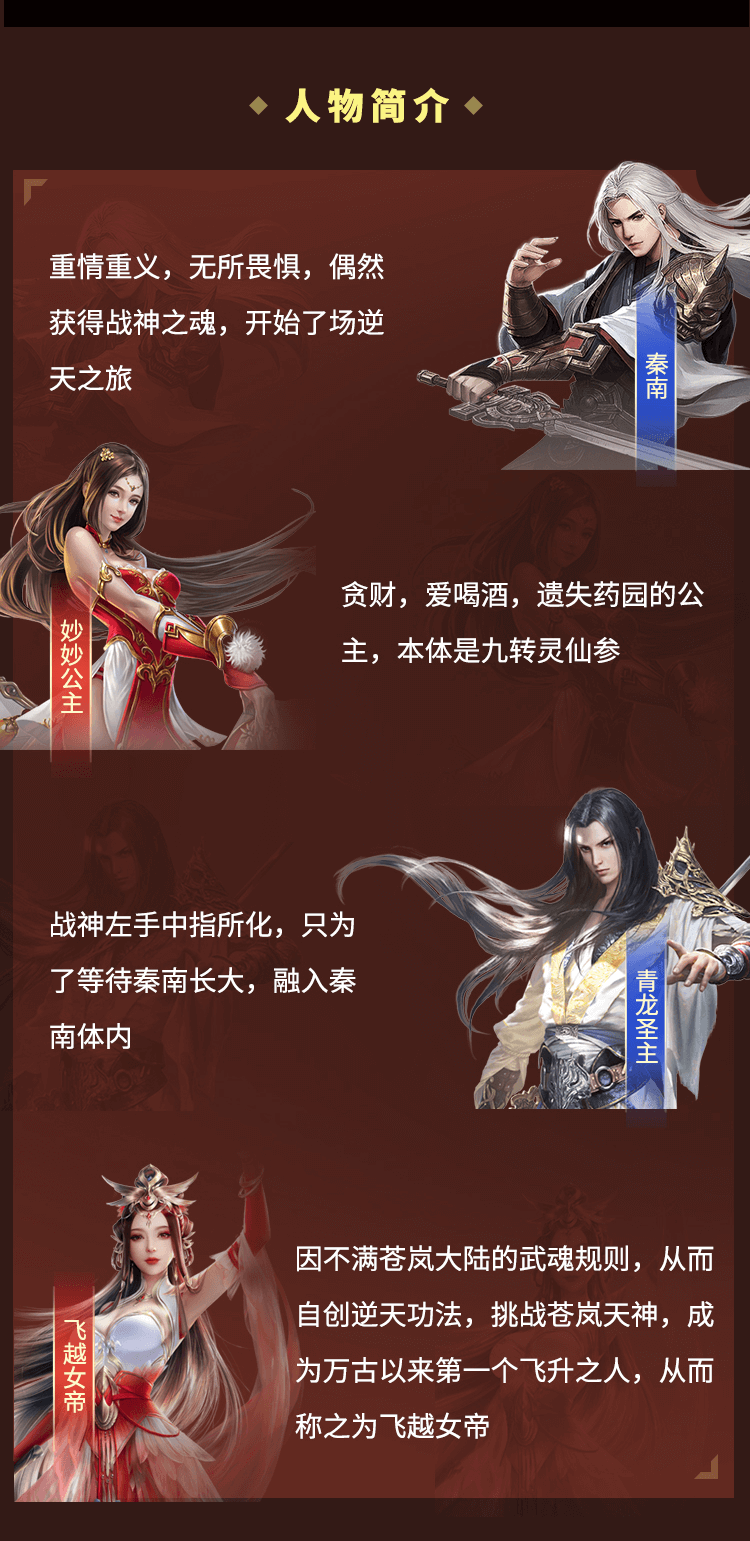 人物简介
重情重义，无所畏惧，偶然
获得战神之魂，开始了场逆
天之旅
秦南
妙妙公主
贪财，爱喝酒，遗失药园的公
主，本体是九转灵仙参
战神左手中指所化，只为
了等待秦南长大，融入秦
南体内
青龙圣主
飞越女帝
因不满苍岚大陆的武魂规则，从而
自创逆天功法，挑战苍岚天神，成
为万古以来第一个飞升之人，从而
称之为飞越女帝